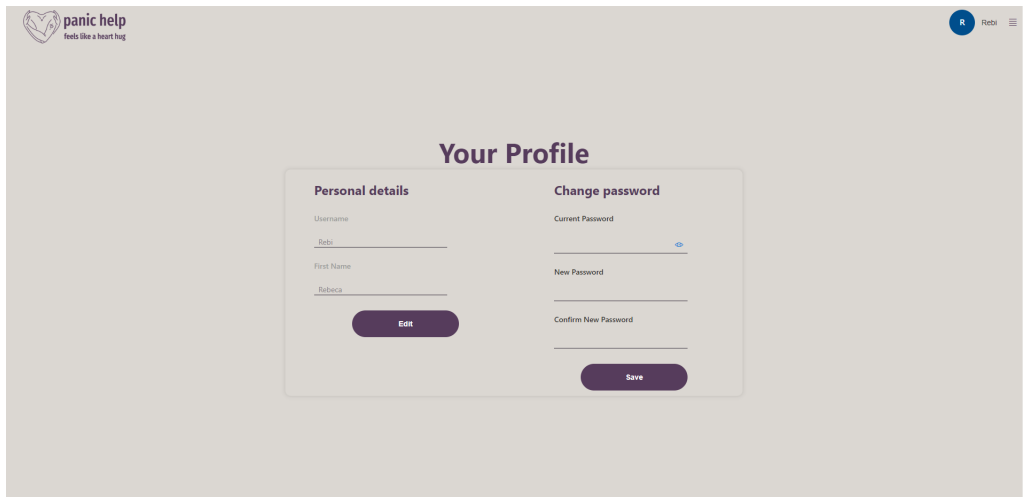 panic help
feels like a heart hug
R
Rebi
Your Profile
Personal details
Username
Rebi
First Name
Rebeca
Edit
Change password
Current Password
New Password
Confirm New Password
Save